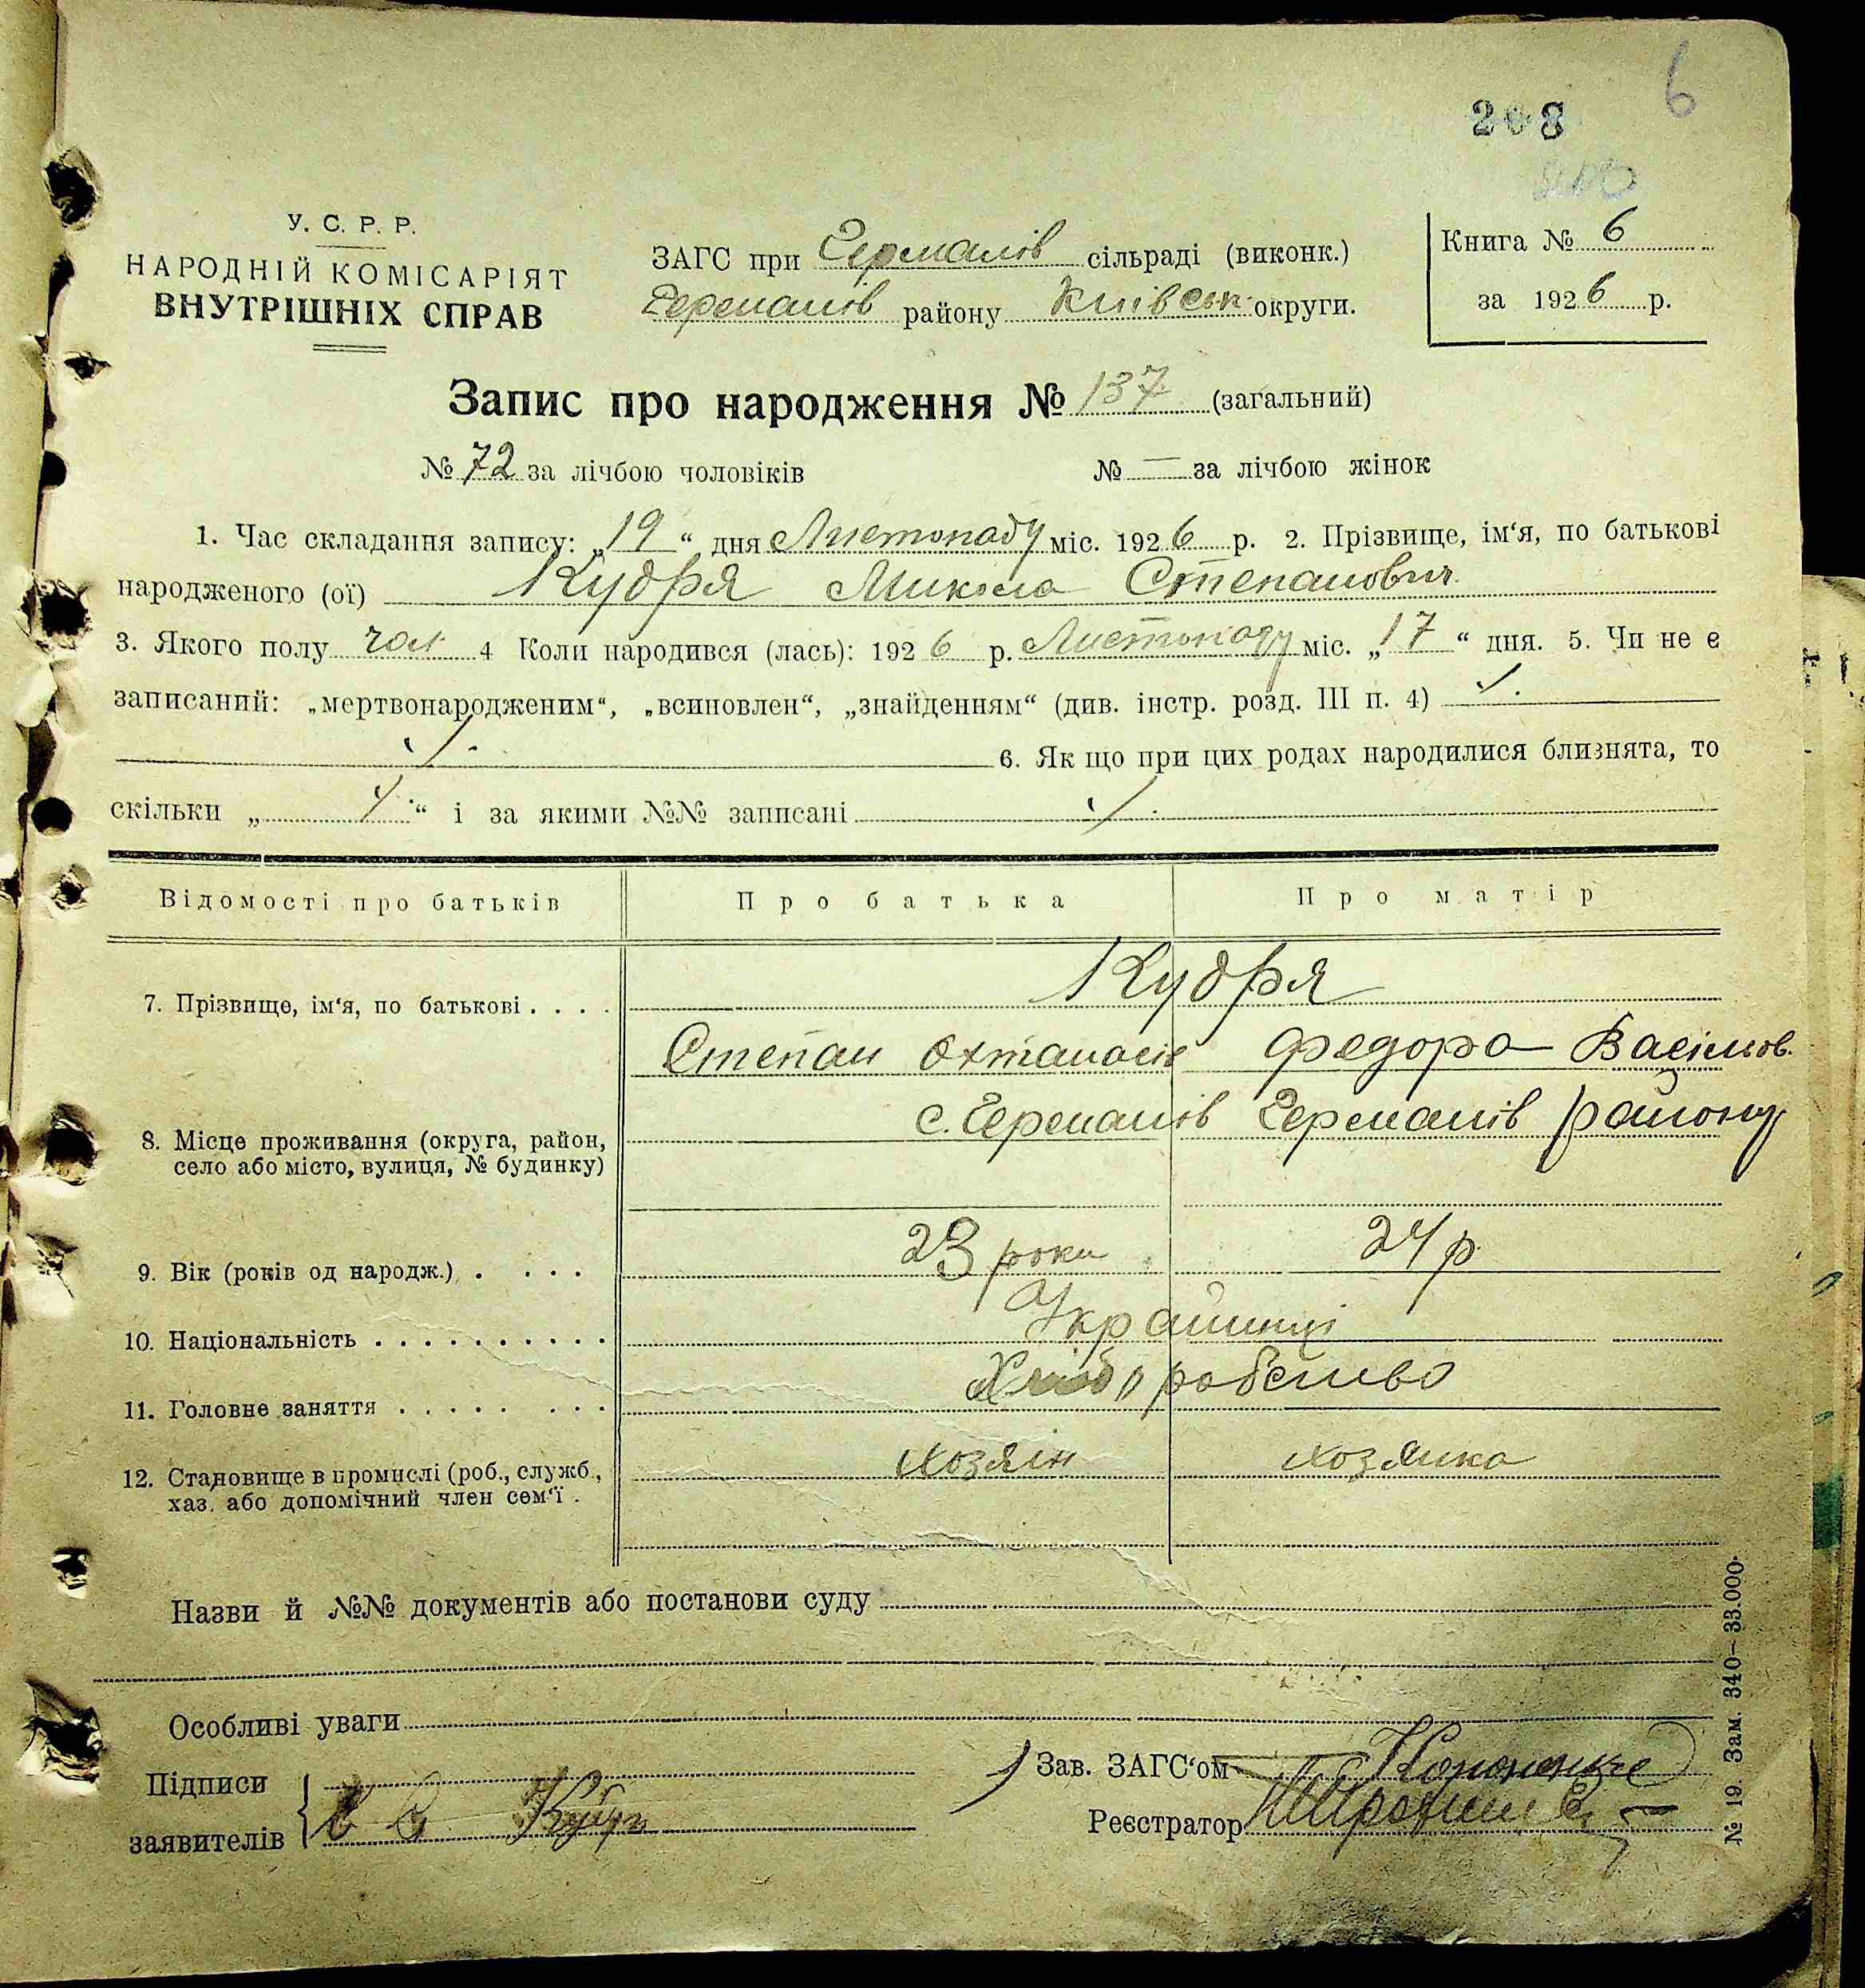 6
208
У. С. Р. Р.
НАРОДНІЙ КОМІСАРІЯТ
ВНУТРІШНІХ СПРАВ
ЗАГС при Германів сільраді (виконк.)
Германів району Київськ округи.
Книга № 6
за 1926 р.
Запис про народження № 137 (загальний)
№ 72 за лічбою чоловіків № — за лічбою жінок
1. Час складання запису: „19“ дня Листопаду міс. 1926 р. 2. Прізвище, ім‘я, по батькові
народженого (ої) Кудря Микола Степанович
3. Якого полу чол 4 Коли народився (лась): 1926 р. Листопаду міс. „17“ дня. 5. Чи не є
записаний: „мертвонародженим“, „всиновлен“, „знайденням“ (див. інстр. розд. III п. 4)
6. Як що при цих родах народилися близнята, то
скільки „ “ і за якими №№ записані
Відомості про батьків Про батька Про матір
Кудря
7. Прізвище, ім‘я, по батькові . . . .
Степан Охтанасів Федора Васільов.
с. Германів Германів району
8. Місце проживання (округа, район,
село або місто, вулиця, № будинку)
9. Вік (років од народж.) . . . . 23 роки 24 р.
10. Національність . . . . . . . . . . Українці
11. Головне заняття . . . . . . . . Хліборобство
12. Становище в промислі (роб., служб., хозяін хозяика
хаз. або допомічний член сем‘ї .
Назви й №№ документів або постанови суду
Особливі уваги
Підписи
заявителів
Зав. ЗАГС‘ом Кононенко
Реєстратор
№ 19. Зам. 340—33.000.